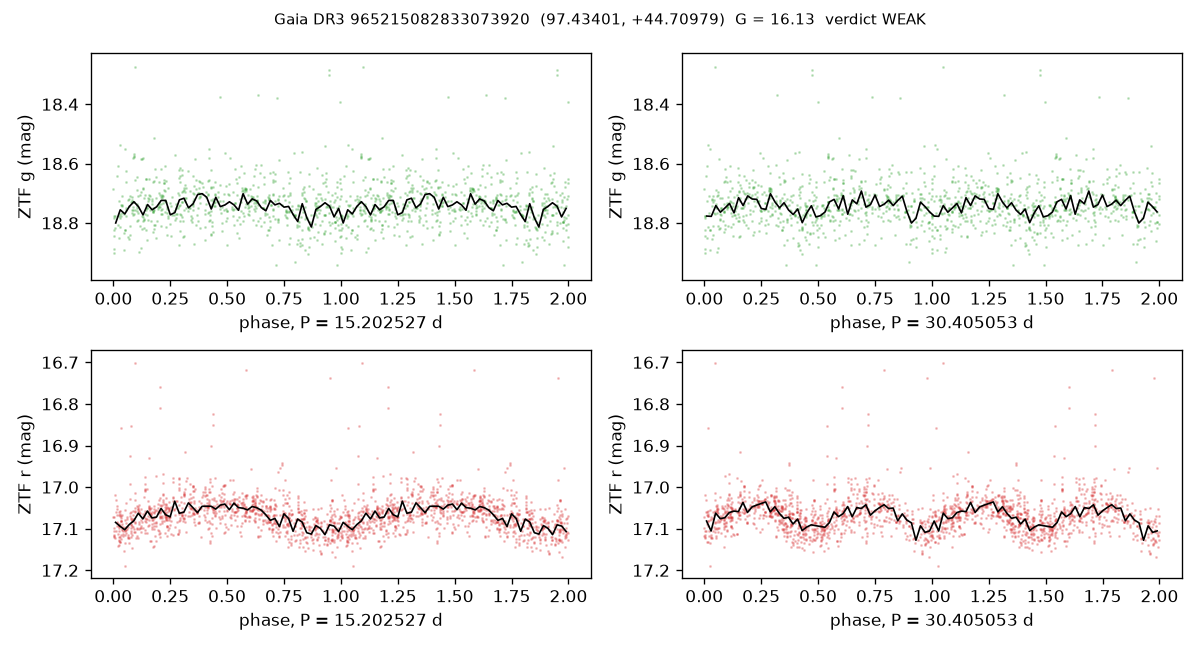 Gaia DR3 965215082833073920  (97.43401, +44.70979)  G = 16.13  verdict WEAK
ZTF g (mag)
18.4
18.6
18.8
0.00 0.25 0.50 0.75 1.00 1.25 1.50 1.75 2.00
phase, P = 15.202527 d
ZTF g (mag)
18.4
18.6
18.8
0.00 0.25 0.50 0.75 1.00 1.25 1.50 1.75 2.00
phase, P = 30.405053 d
ZTF r (mag)
16.7
16.8
16.9
17.0
17.1
17.2
0.00 0.25 0.50 0.75 1.00 1.25 1.50 1.75 2.00
phase, P = 15.202527 d
ZTF r (mag)
16.7
16.8
16.9
17.0
17.1
17.2
0.00 0.25 0.50 0.75 1.00 1.25 1.50 1.75 2.00
phase, P = 30.405053 d